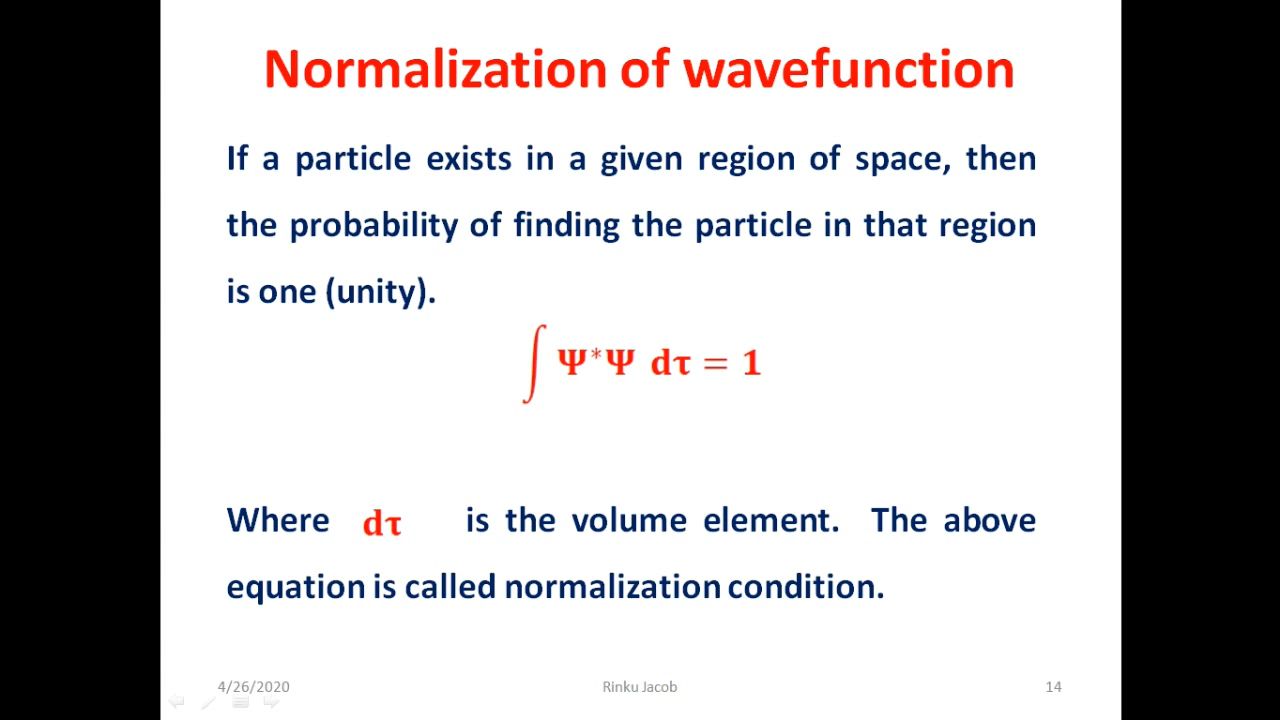 Normalization of wavefunction
If a particle exists in a given region of space, then
the probability of finding the particle in that region
is one (unity).
∫ Ψ*Ψ dτ = 1
Where dτ is the volume element. The above
equation is called normalization condition.
4/26/2020 Rinku Jacob 14